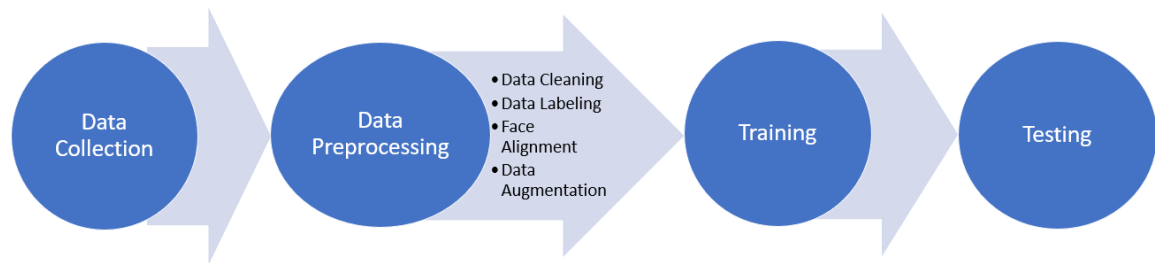 Data
Collection
Data
Preprocessing
• Data Cleaning
• Data Labeling
• Face
Alignment
• Data
Augmentation
Training
Testing